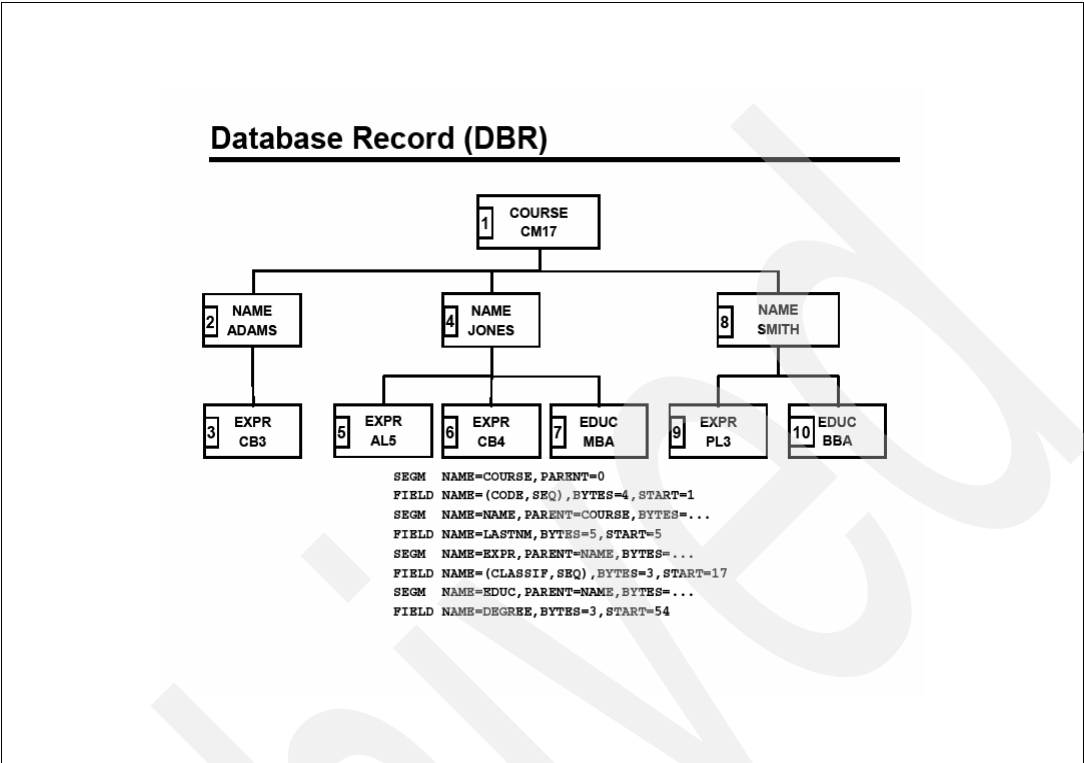 Database Record (DBR)
1
COURSE
CM17
2
NAME
ADAMS
4
NAME
JONES
8
NAME
SMITH
3
EXPR
CB3
5
EXPR
AL5
6
EXPR
CB4
7
EDUC
MBA
9
EXPR
PL3
10
EDUC
BBA
SEGM NAME=COURSE,PARENT=0
FIELD NAME=(CODE,SEQ),BYTES=4,START=1
SEGM NAME=NAME,PARENT=COURSE,BYTES=...
FIELD NAME=LASTNM,BYTES=5,START=5
SEGM NAME=EXPR,PARENT=NAME,BYTES=...
FIELD NAME=(CLASSIF,SEQ),BYTES=3,START=17
SEGM NAME=EDUC,PARENT=NAME,BYTES=...
FIELD NAME=DEGREE,BYTES=3,START=54